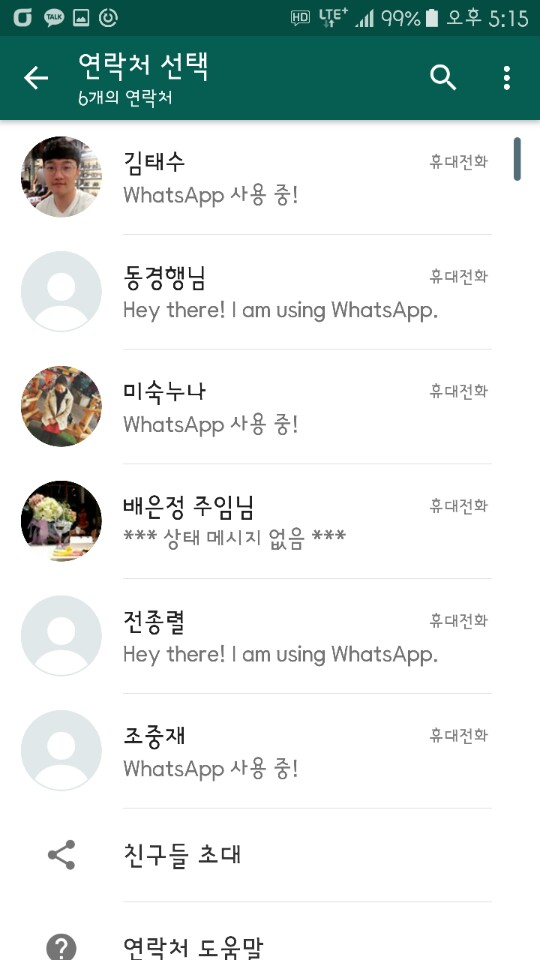 TALK HD LTE+ 99% 오후 5:15
연락처 선택
6개의 연락처
김태수 휴대전화
WhatsApp 사용 중!
동경행님 휴대전화
Hey there! I am using WhatsApp.
미숙누나 휴대전화
WhatsApp 사용 중!
배은정 주임님 휴대전화
*** 상태 메시지 없음 ***
전종렬 휴대전화
Hey there! I am using WhatsApp.
조중재 휴대전화
WhatsApp 사용 중!
친구들 초대
? 연락처 도움말